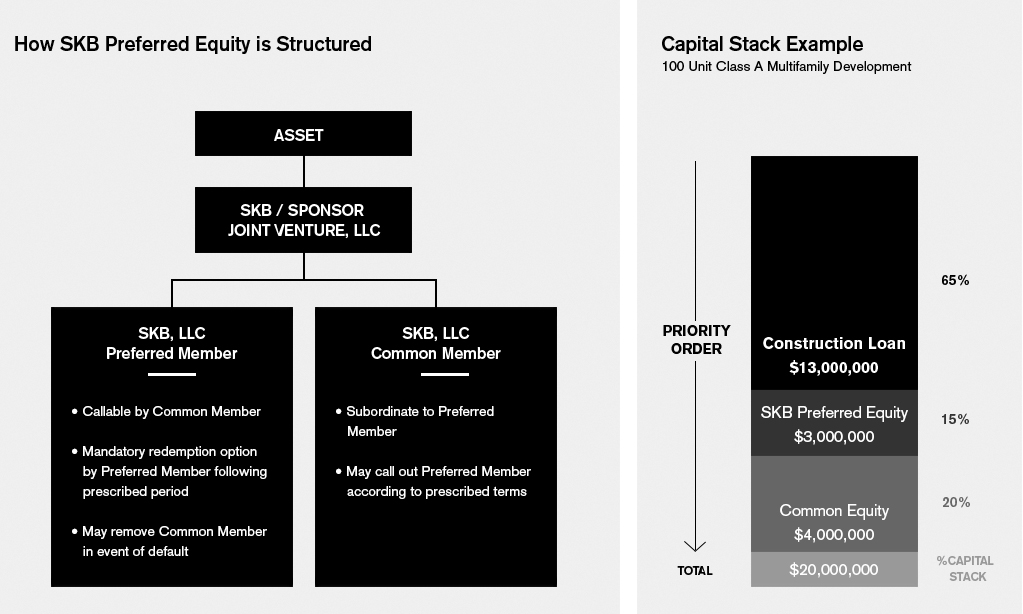 How SKB Preferred Equity is Structured
ASSET
SKB / SPONSOR
JOINT VENTURE, LLC
SKB, LLC
Preferred Member
• Callable by Common Member
• Mandatory redemption option
by Preferred Member following
prescribed period
• May remove Common Member
in event of default
SKB, LLC
Common Member
• Subordinate to Preferred
Member
• May call out Preferred Member
according to prescribed terms
Capital Stack Example
100 Unit Class A Multifamily Development
PRIORITY
ORDER
TOTAL
Construction Loan
$13,000,000
65%
SKB Preferred Equity
$3,000,000
15%
Common Equity
$4,000,000
20%
$20,000,000
%CAPITAL
STACK